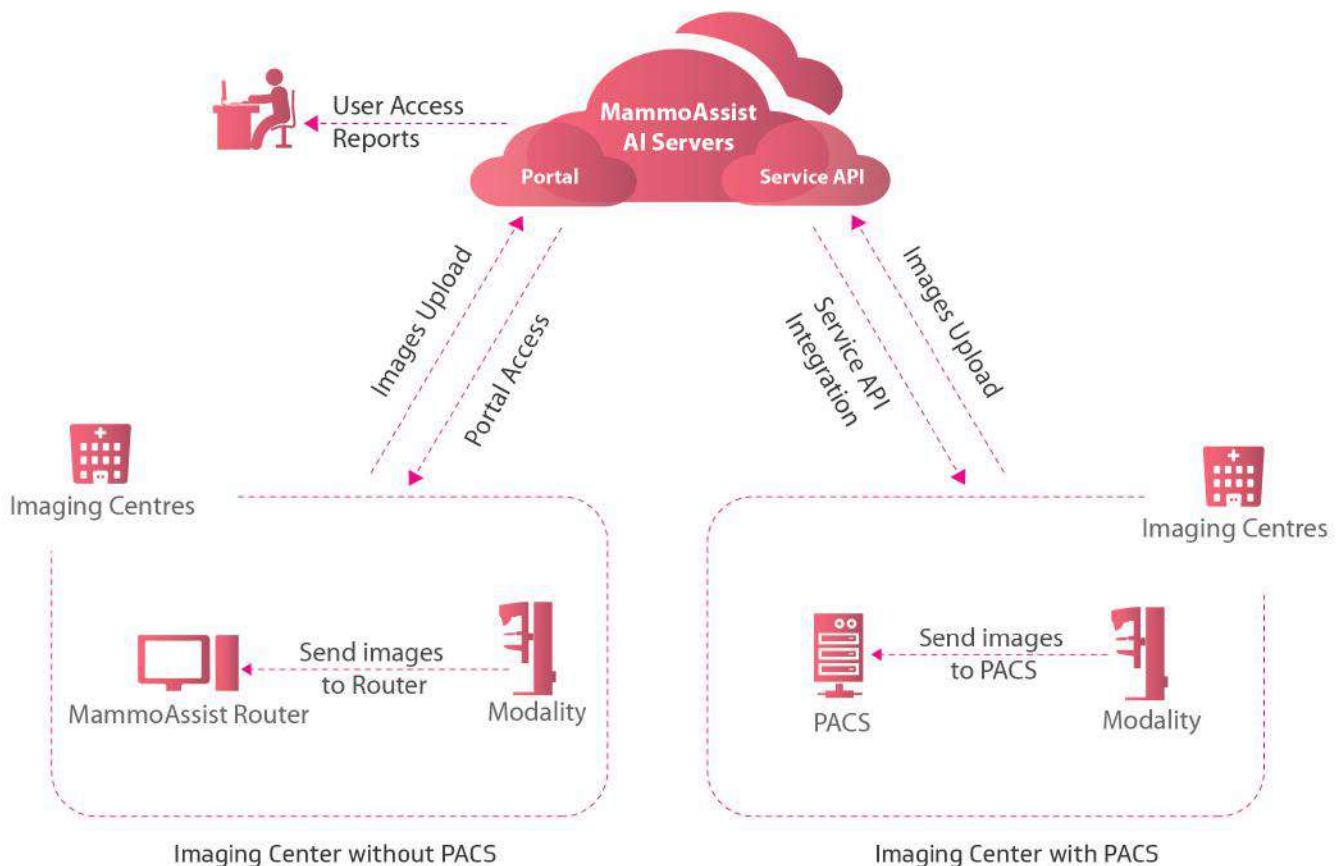 User Access
Reports
MammoAssist
AI Servers
Portal
Service API
Images Upload
Portal Access
Service API
Integration
Images Upload
Imaging Centres
Imaging Centres
Send images
to Router
MammoAssist Router
Modality
Send images
to PACS
PACS
Modality
Imaging Center without PACS
Imaging Center with PACS